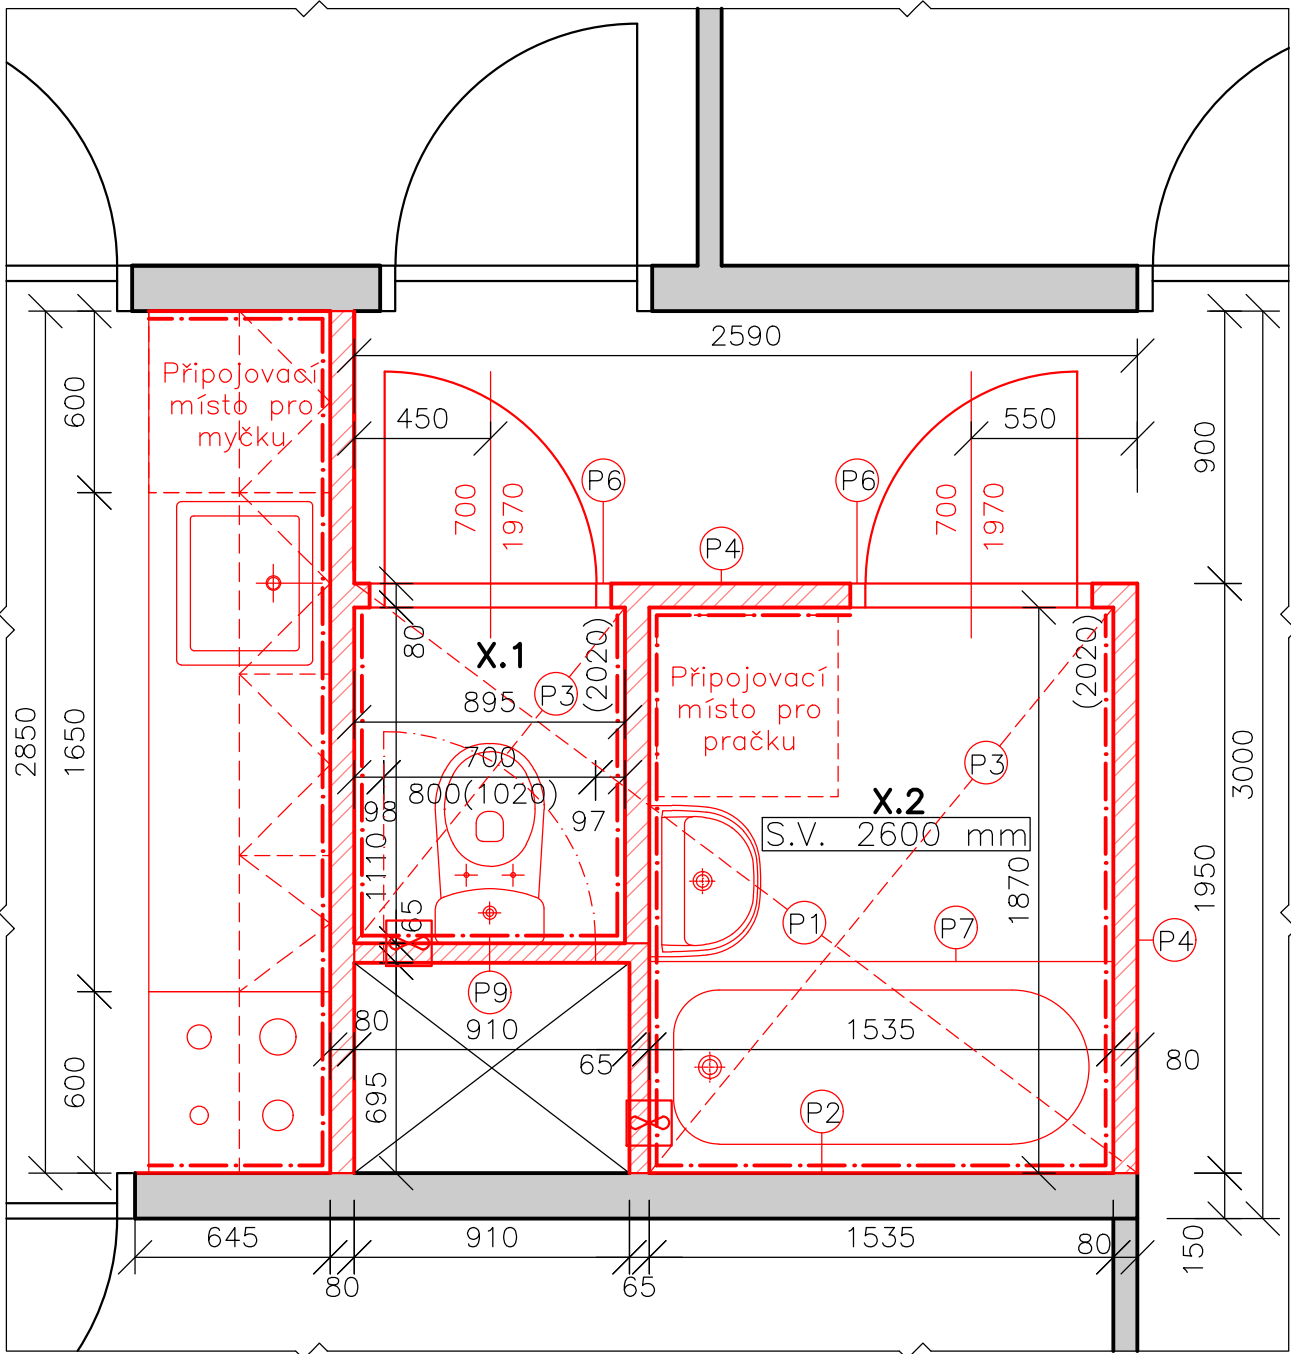 2590
Připojovací
místo pro
myčku
600
450
550
900
P6
P6
700
1970
700
1970
P4
80
X.1
(2020)
P3
895
Připojovací
místo pro
pračku
(2020)
2850
1650
3000
700
800(1020)
98
97
P3
X.2
S.V. 2600 mm
1110
65
1870
1950
P1
P7
P4
P9
80
910
65
1535
80
600
695
P2
645
910
1535
80
150
80
65